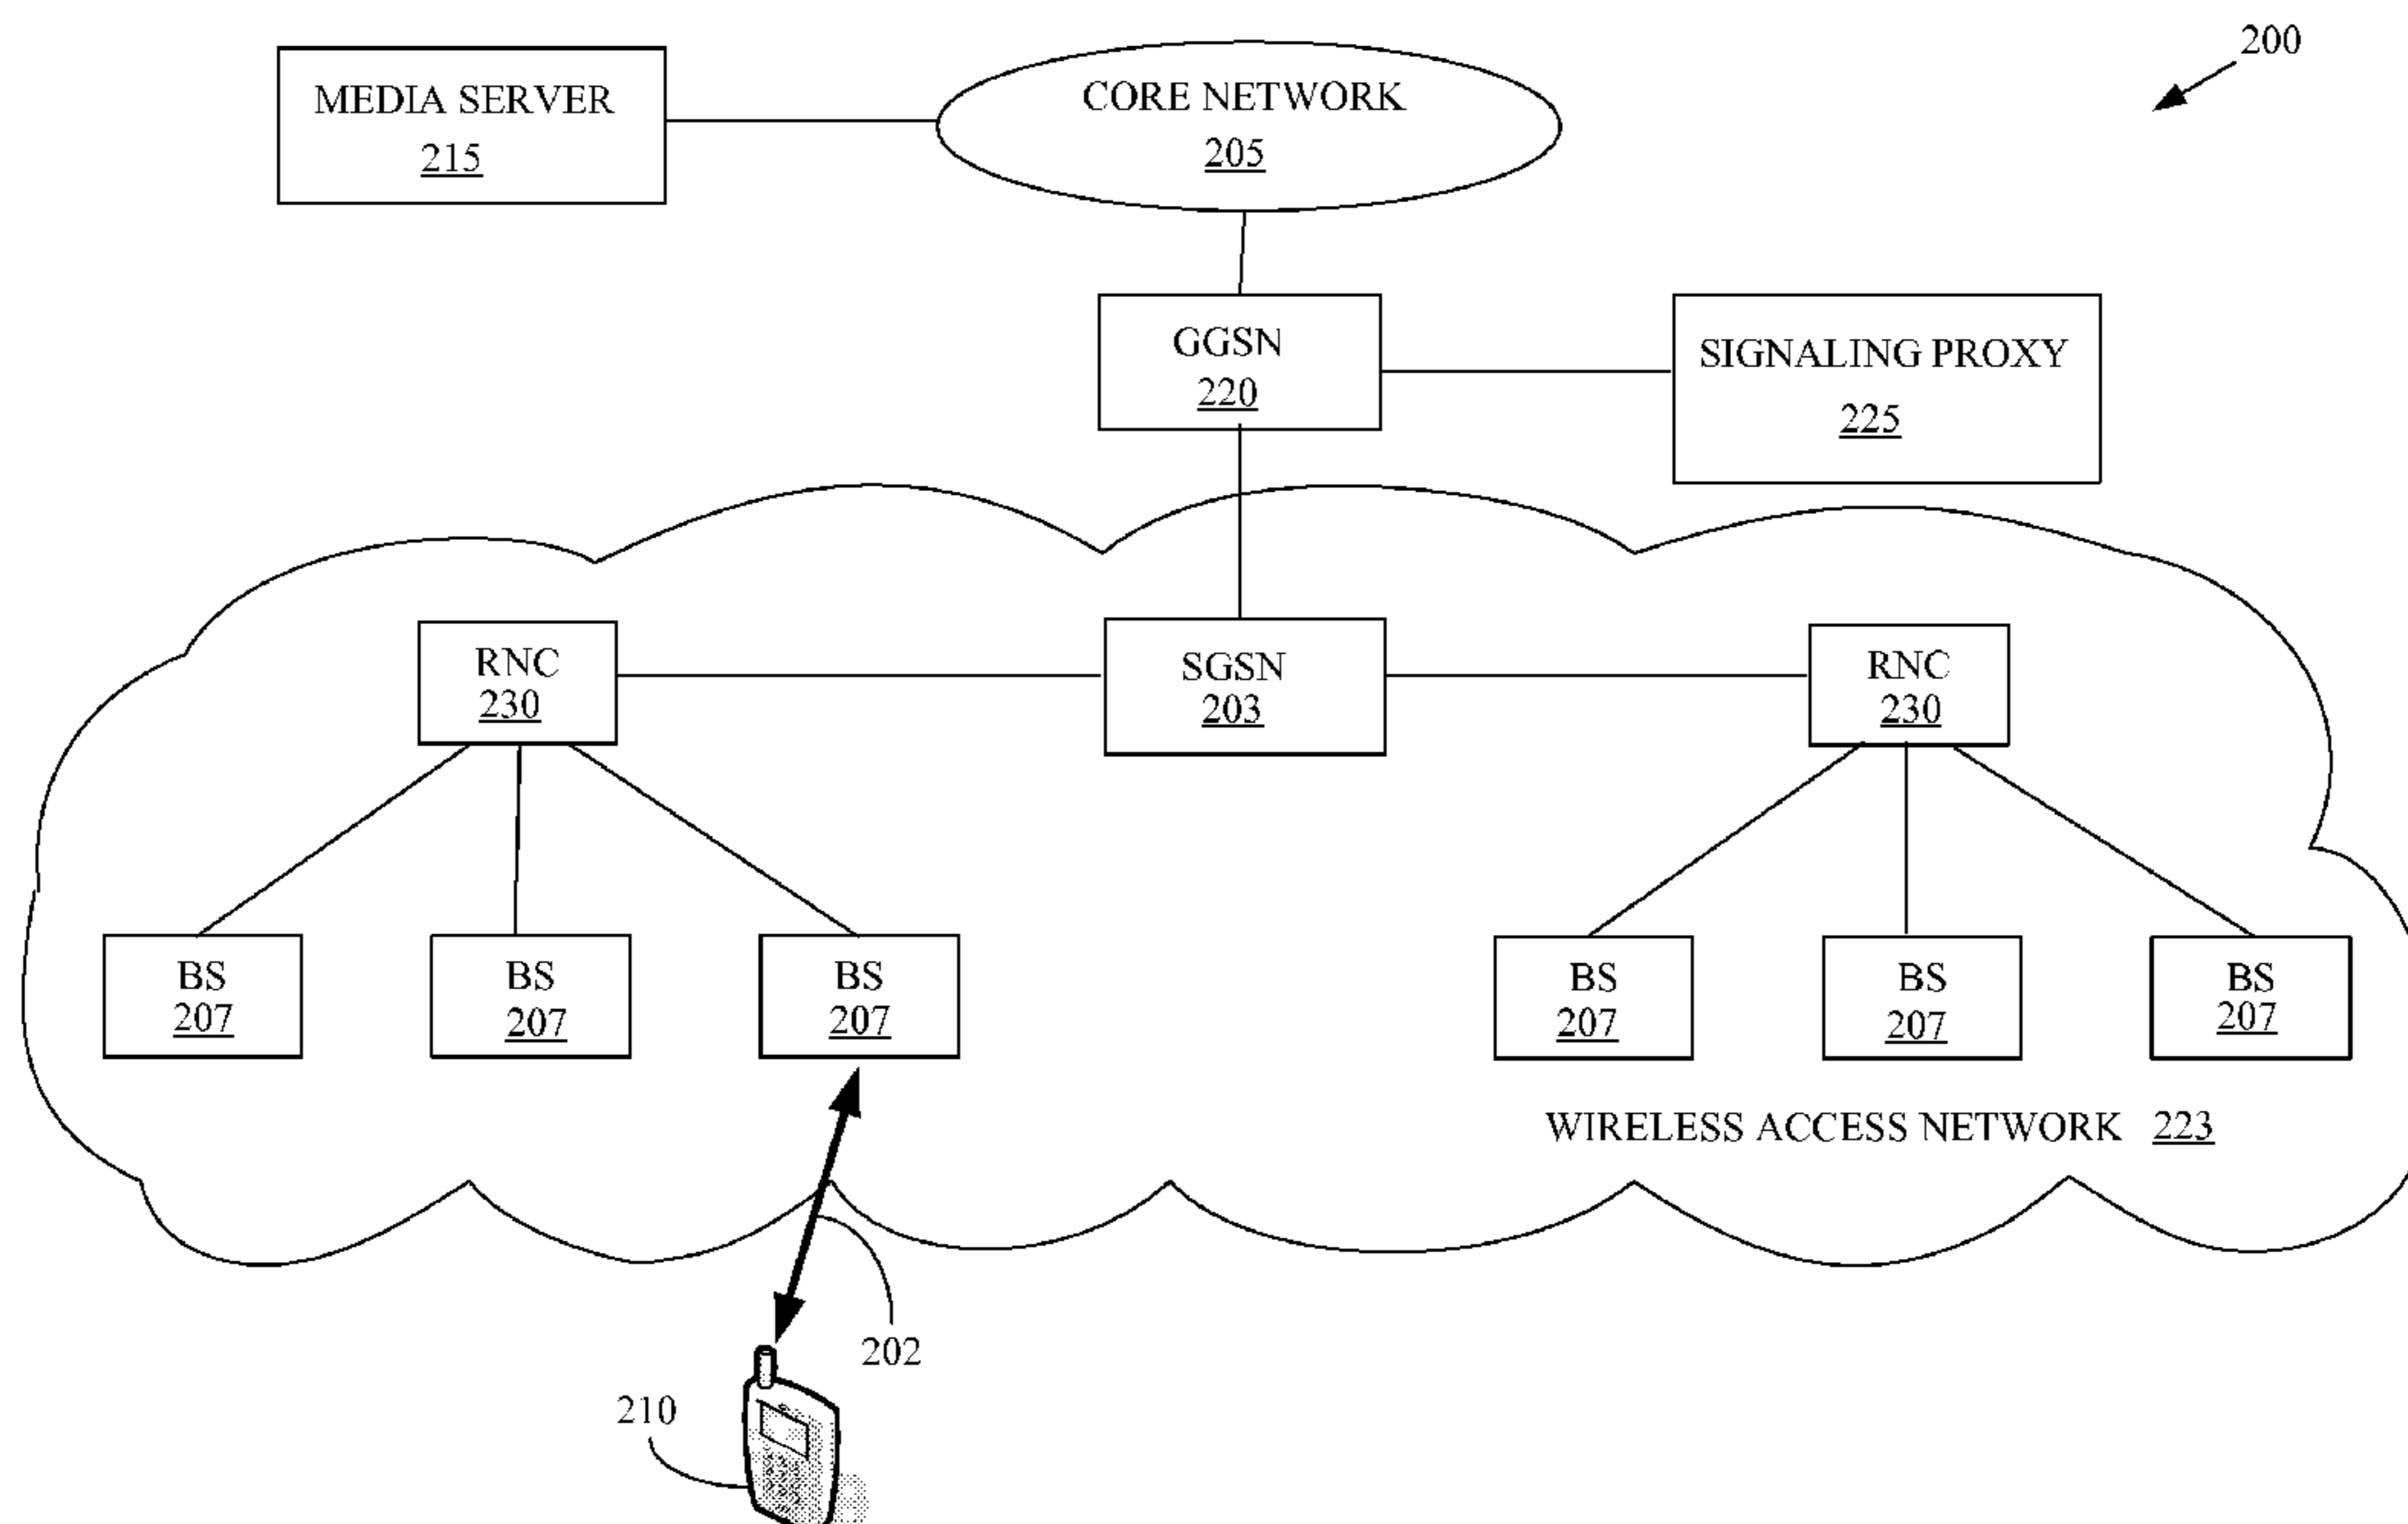 200
MEDIA SERVER
215
CORE NETWORK
205
GGSN
220
SIGNALING PROXY
225
RNC
230
SGSN
203
RNC
230
BS
207
BS
207
BS
207
BS
207
BS
207
BS
207
WIRELESS ACCESS NETWORK 223
202
210